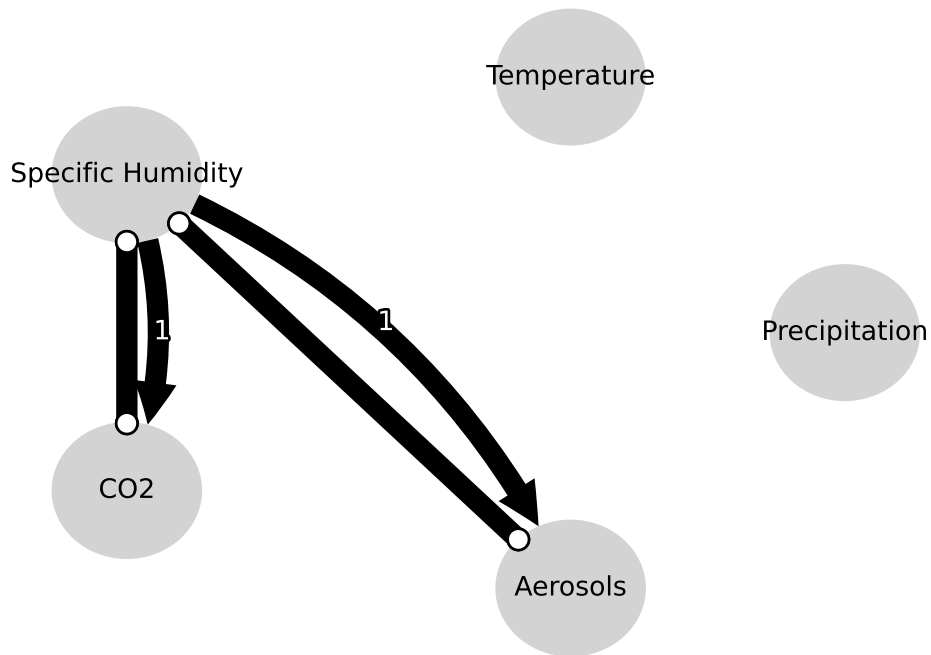 Temperature
Specific Humidity
1
1
Precipitation
CO2
Aerosols